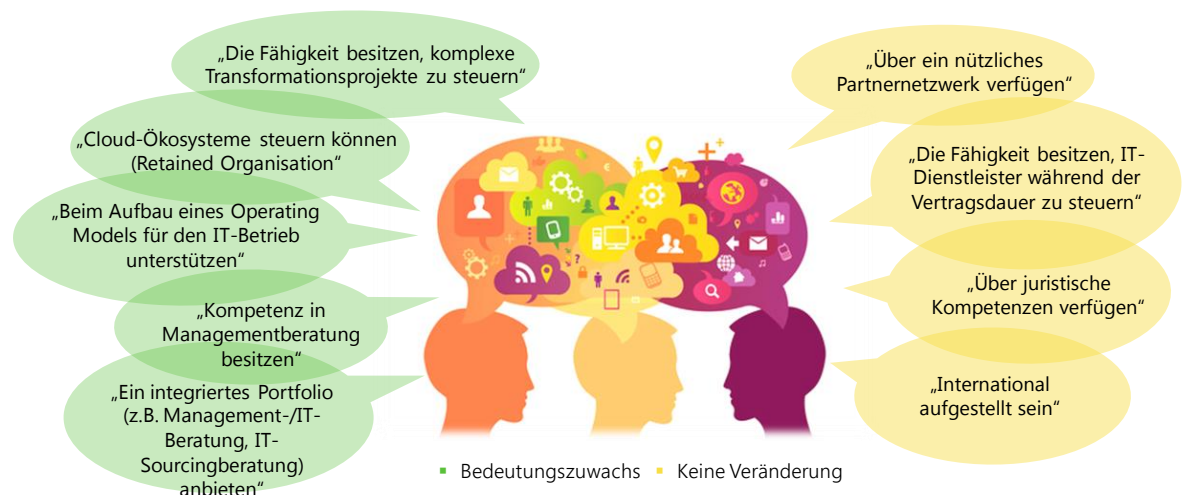 „Die Fähigkeit besitzen, komplexe
Transformationsprojekte zu steuern“
„Cloud-Ökosysteme steuern können
(Retained Organisation“
„Beim Aufbau eines Operating
Models für den IT-Betrieb
unterstützen“
„Kompetenz in
Managementberatung
besitzen“
„Ein integriertes Portfolio
(z.B. Management-/IT-
Beratung, IT-
Sourcingberatung)
anbieten“
„Über ein nützliches
Partnernetzwerk verfügen“
„Die Fähigkeit besitzen, IT-
Dienstleister während der
Vertragsdauer zu steuern“
„Über juristische
Kompetenzen verfügen“
„International
aufgestellt sein“
Bedeutungszuwachs Keine Veränderung